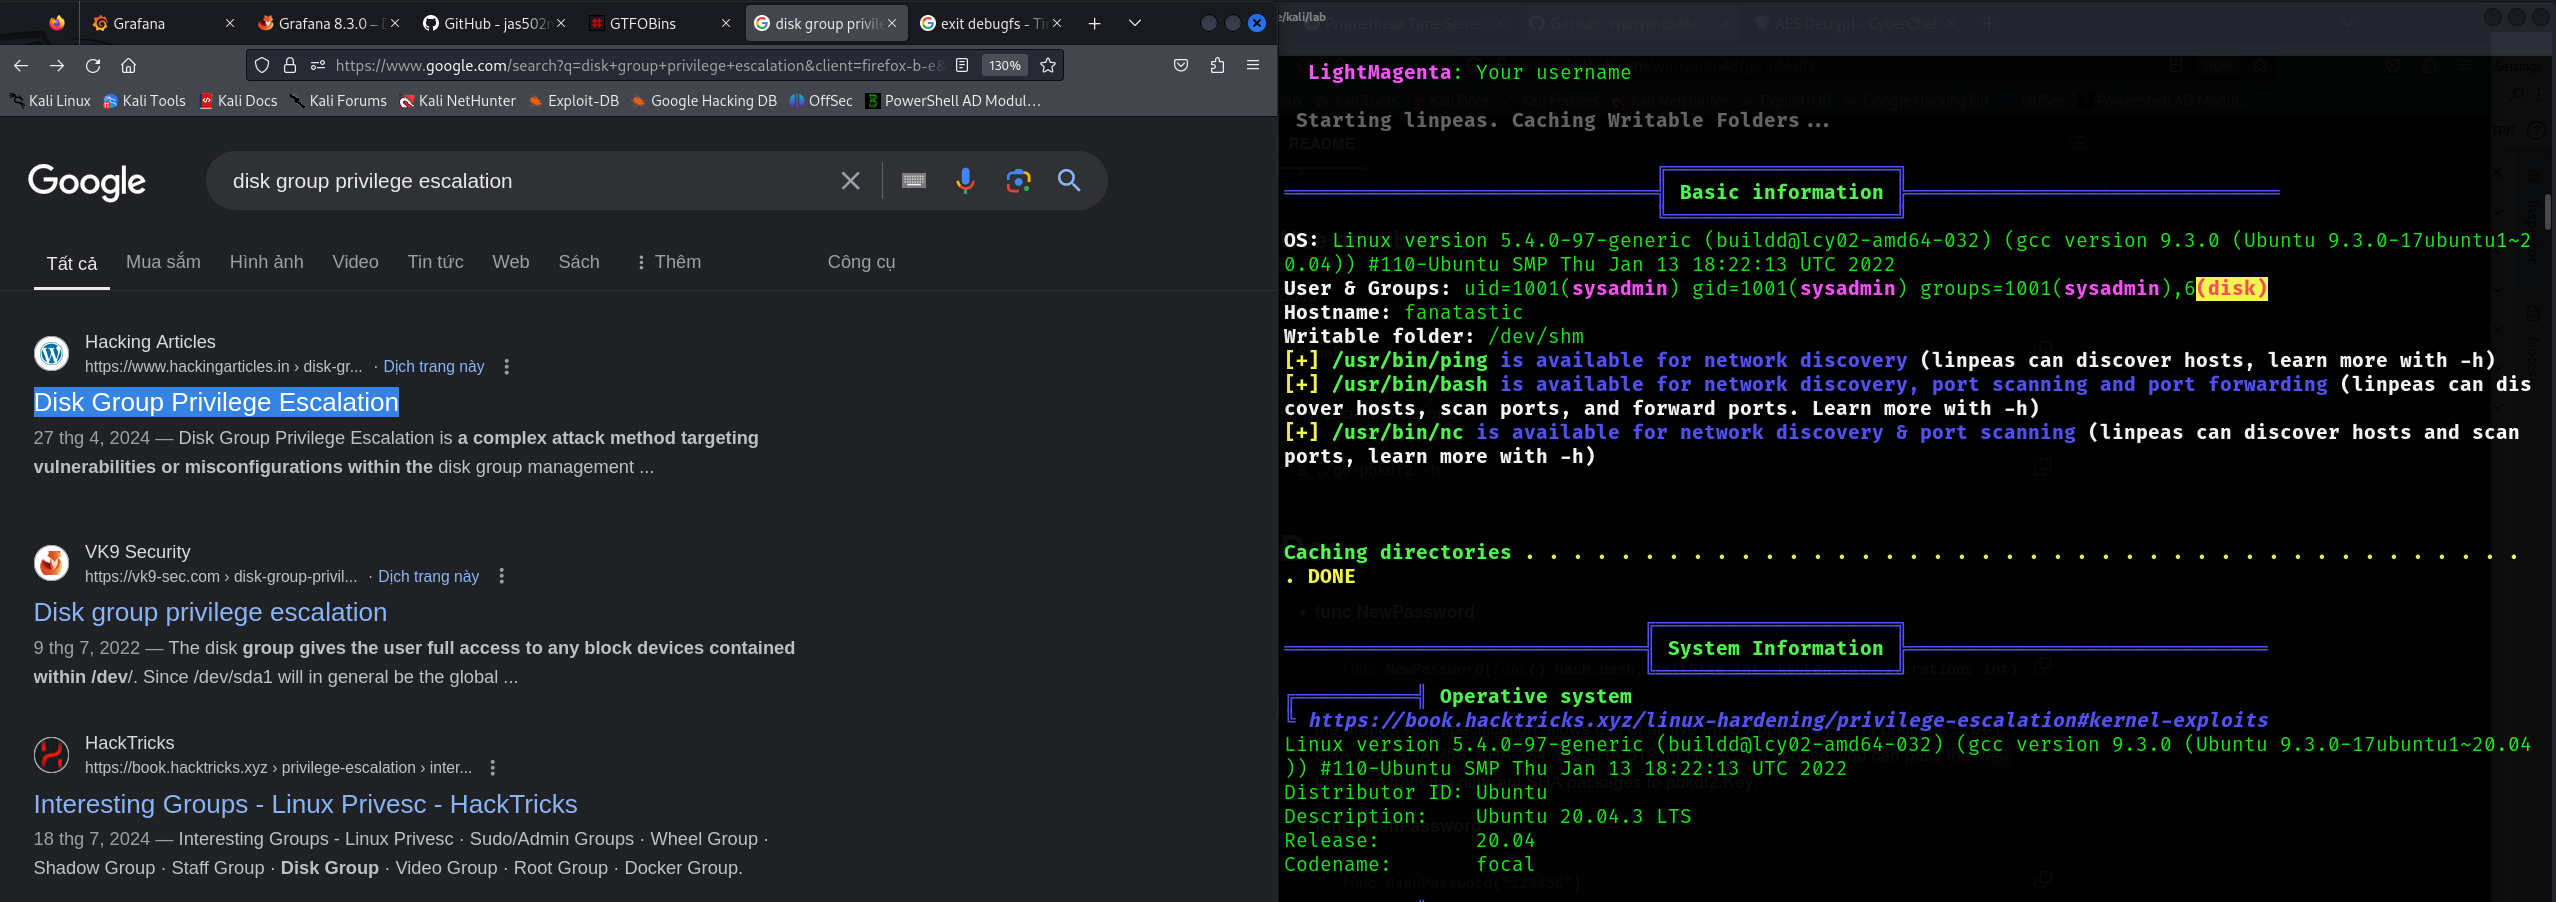 Grafana
Grafana 8.3.0 –
GitHub - jas502n
GTFOBins
disk group privile
exit debugfs - Tì
https://www.google.com/search?q=disk+group+privilege+escalation&client=firefox-b-e&
130%
Kali Linux
Kali Tools
Kali Docs
Kali Forums
Kali NetHunter
Exploit-DB
Google Hacking DB
OffSec
PowerShell AD Modul…
Google
disk group privilege escalation
Tất cả
Mua sắm
Hình ảnh
Video
Tin tức
Web
Sách
Thêm
Công cụ
Hacking Articles
https://www.hackingarticles.in › disk-gr... · Dịch trang này
Disk Group Privilege Escalation
27 thg 4, 2024 — Disk Group Privilege Escalation is a complex attack method targeting
vulnerabilities or misconfigurations within the disk group management ...
VK9 Security
https://vk9-sec.com › disk-group-privil... · Dịch trang này
Disk group privilege escalation
9 thg 7, 2022 — The disk group gives the user full access to any block devices contained
within /dev/. Since /dev/sda1 will in general be the global ...
HackTricks
https://book.hacktricks.xyz › privilege-escalation › inter...
Interesting Groups - Linux Privesc - HackTricks
18 thg 7, 2024 — Interesting Groups - Linux Privesc · Sudo/Admin Groups · Wheel Group ·
Shadow Group · Staff Group · Disk Group · Video Group · Root Group · Docker Group.
e/kali/lab
LightMagenta: Your username
Starting linpeas. Caching Writable Folders...
README
Basic information
OS: Linux version 5.4.0-97-generic (buildd@lcy02-amd64-032) (gcc version 9.3.0 (Ubuntu 9.3.0-17ubuntu1~2
0.04)) #110-Ubuntu SMP Thu Jan 13 18:22:13 UTC 2022
User & Groups: uid=1001(sysadmin) gid=1001(sysadmin) groups=1001(sysadmin),6(disk)
Hostname: fanatastic
Writable folder: /dev/shm
[+] /usr/bin/ping is available for network discovery (linpeas can discover hosts, learn more with -h)
[+] /usr/bin/bash is available for network discovery, port scanning and port forwarding (linpeas can dis
cover hosts, scan ports, and forward ports. Learn more with -h)
[+] /usr/bin/nc is available for network discovery & port scanning (linpeas can discover hosts and scan
ports, learn more with -h)
Caching directories . . . . . . . . . . . . . . . . . . . . . . . . . . . . . . . . . . . . . . . . . .
. DONE
func NewPassword
System Information
Operative system
https://book.hacktricks.xyz/linux-hardening/privilege-escalation#kernel-exploits
Linux version 5.4.0-97-generic (buildd@lcy02-amd64-032) (gcc version 9.3.0 (Ubuntu 9.3.0-17ubuntu1~20.04
)) #110-Ubuntu SMP Thu Jan 13 18:22:13 UTC 2022
Distributor ID: Ubuntu
Description: Ubuntu 20.04.3 LTS
Release: 20.04
Codename: focal
func HashPassword("123456")